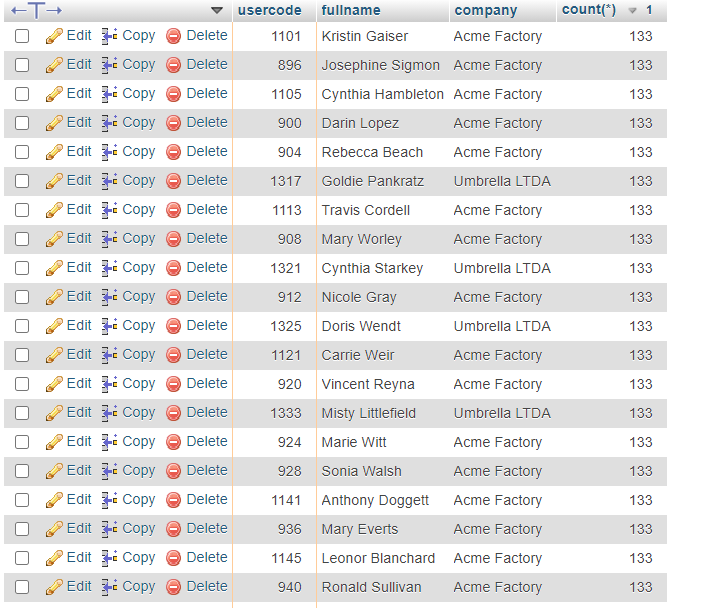 usercode fullname company count(*) 1
Edit Copy Delete 1101 Kristin Gaiser Acme Factory 133
Edit Copy Delete 896 Josephine Sigmon Acme Factory 133
Edit Copy Delete 1105 Cynthia Hambleton Acme Factory 133
Edit Copy Delete 900 Darin Lopez Acme Factory 133
Edit Copy Delete 904 Rebecca Beach Acme Factory 133
Edit Copy Delete 1317 Goldie Pankratz Umbrella LTDA 133
Edit Copy Delete 1113 Travis Cordell Acme Factory 133
Edit Copy Delete 908 Mary Worley Acme Factory 133
Edit Copy Delete 1321 Cynthia Starkey Umbrella LTDA 133
Edit Copy Delete 912 Nicole Gray Acme Factory 133
Edit Copy Delete 1325 Doris Wendt Umbrella LTDA 133
Edit Copy Delete 1121 Carrie Weir Acme Factory 133
Edit Copy Delete 920 Vincent Reyna Acme Factory 133
Edit Copy Delete 1333 Misty Littlefield Umbrella LTDA 133
Edit Copy Delete 924 Marie Witt Acme Factory 133
Edit Copy Delete 928 Sonia Walsh Acme Factory 133
Edit Copy Delete 1141 Anthony Doggett Acme Factory 133
Edit Copy Delete 936 Mary Everts Acme Factory 133
Edit Copy Delete 1145 Leonor Blanchard Acme Factory 133
Edit Copy Delete 940 Ronald Sullivan Acme Factory 133